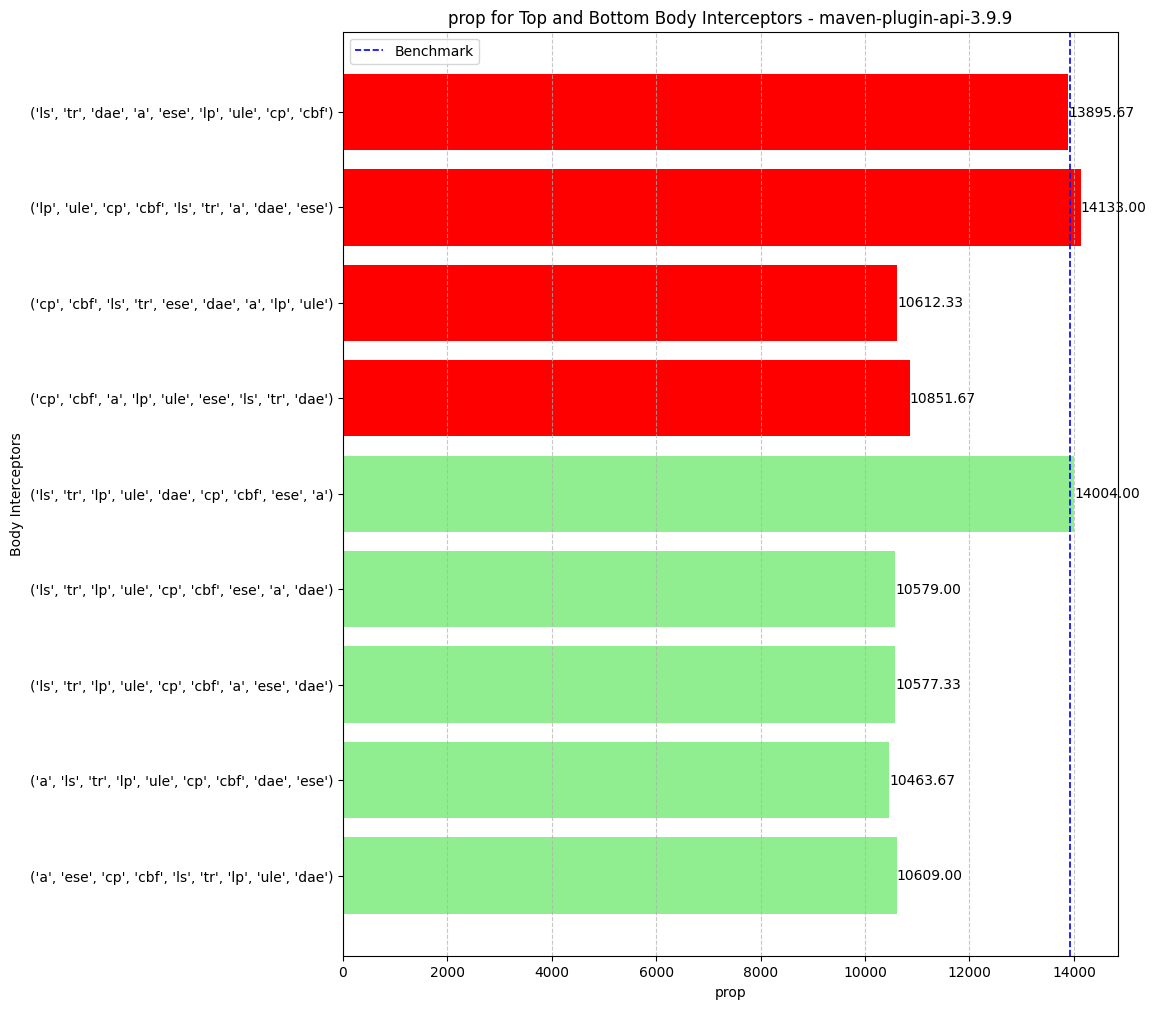 prop for Top and Bottom Body Interceptors - maven-plugin-api-3.9.9
Benchmark
('ls', 'tr', 'dae', 'a', 'ese', 'lp', 'ule', 'cp', 'cbf')
13895.67
('lp', 'ule', 'cp', 'cbf', 'ls', 'tr', 'a', 'dae', 'ese')
14133.00
('cp', 'cbf', 'ls', 'tr', 'ese', 'dae', 'a', 'lp', 'ule')
10612.33
('cp', 'cbf', 'a', 'lp', 'ule', 'ese', 'ls', 'tr', 'dae')
10851.67
('ls', 'tr', 'lp', 'ule', 'dae', 'cp', 'cbf', 'ese', 'a')
14004.00
('ls', 'tr', 'lp', 'ule', 'cp', 'cbf', 'ese', 'a', 'dae')
10579.00
('ls', 'tr', 'lp', 'ule', 'cp', 'cbf', 'a', 'ese', 'dae')
10577.33
('a', 'ls', 'tr', 'lp', 'ule', 'cp', 'cbf', 'dae', 'ese')
10463.67
('a', 'ese', 'cp', 'cbf', 'ls', 'tr', 'lp', 'ule', 'dae')
10609.00
Body Interceptors
0 2000 4000 6000 8000 10000 12000 14000
prop